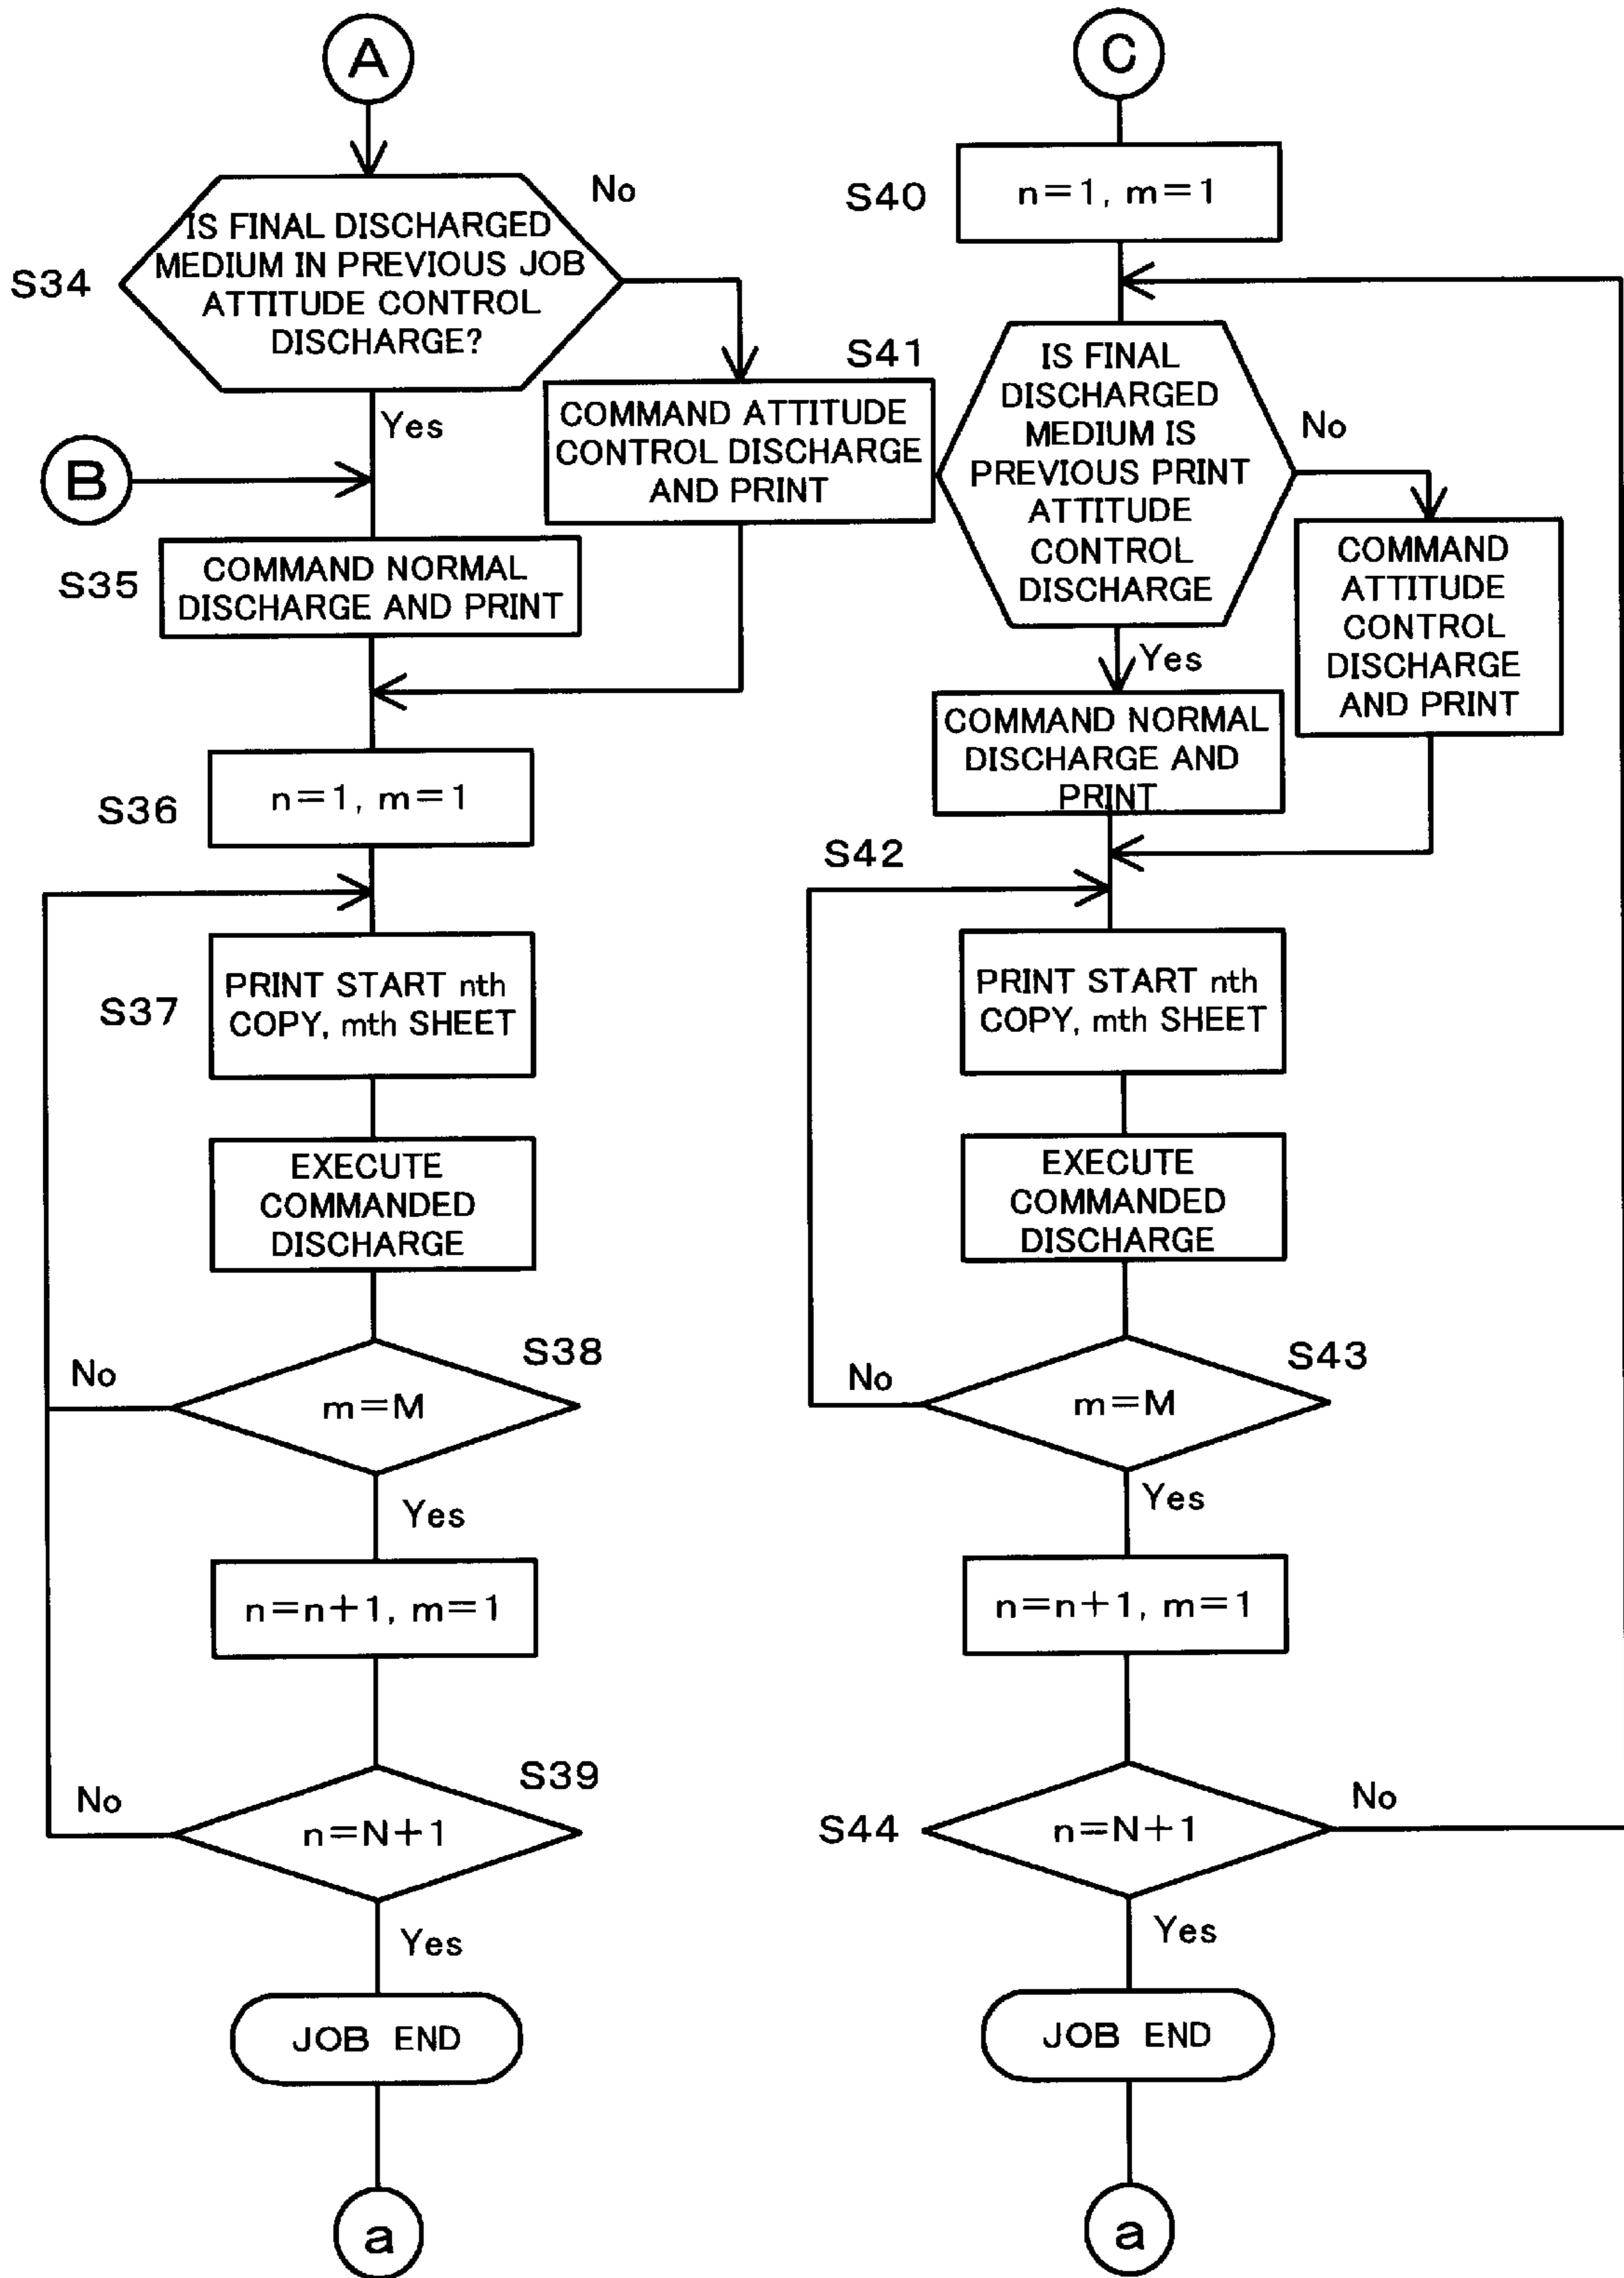 A
No
S34
IS FINAL DISCHARGED
MEDIUM IN PREVIOUS JOB
ATTITUDE CONTROL
DISCHARGE?
Yes
COMMAND ATTITUDE
CONTROL DISCHARGE
AND PRINT
B
S35
COMMAND NORMAL
DISCHARGE AND PRINT
S36
n=1, m=1
S37
PRINT START nth
COPY, mth SHEET
EXECUTE
COMMANDED
DISCHARGE
S38
No
m=M
Yes
n=n+1, m=1
S39
No
n=N+1
Yes
JOB END
a
C
S40
n=1, m=1
S41
IS FINAL
DISCHARGED
MEDIUM IS
PREVIOUS PRINT
ATTITUDE
CONTROL
DISCHARGE
No
COMMAND
ATTITUDE
CONTROL
DISCHARGE
AND PRINT
Yes
COMMAND NORMAL
DISCHARGE AND
PRINT
S42
PRINT START nth
COPY, mth SHEET
EXECUTE
COMMANDED
DISCHARGE
S43
No
m=M
Yes
n=n+1, m=1
No
S44
n=N+1
Yes
JOB END
a